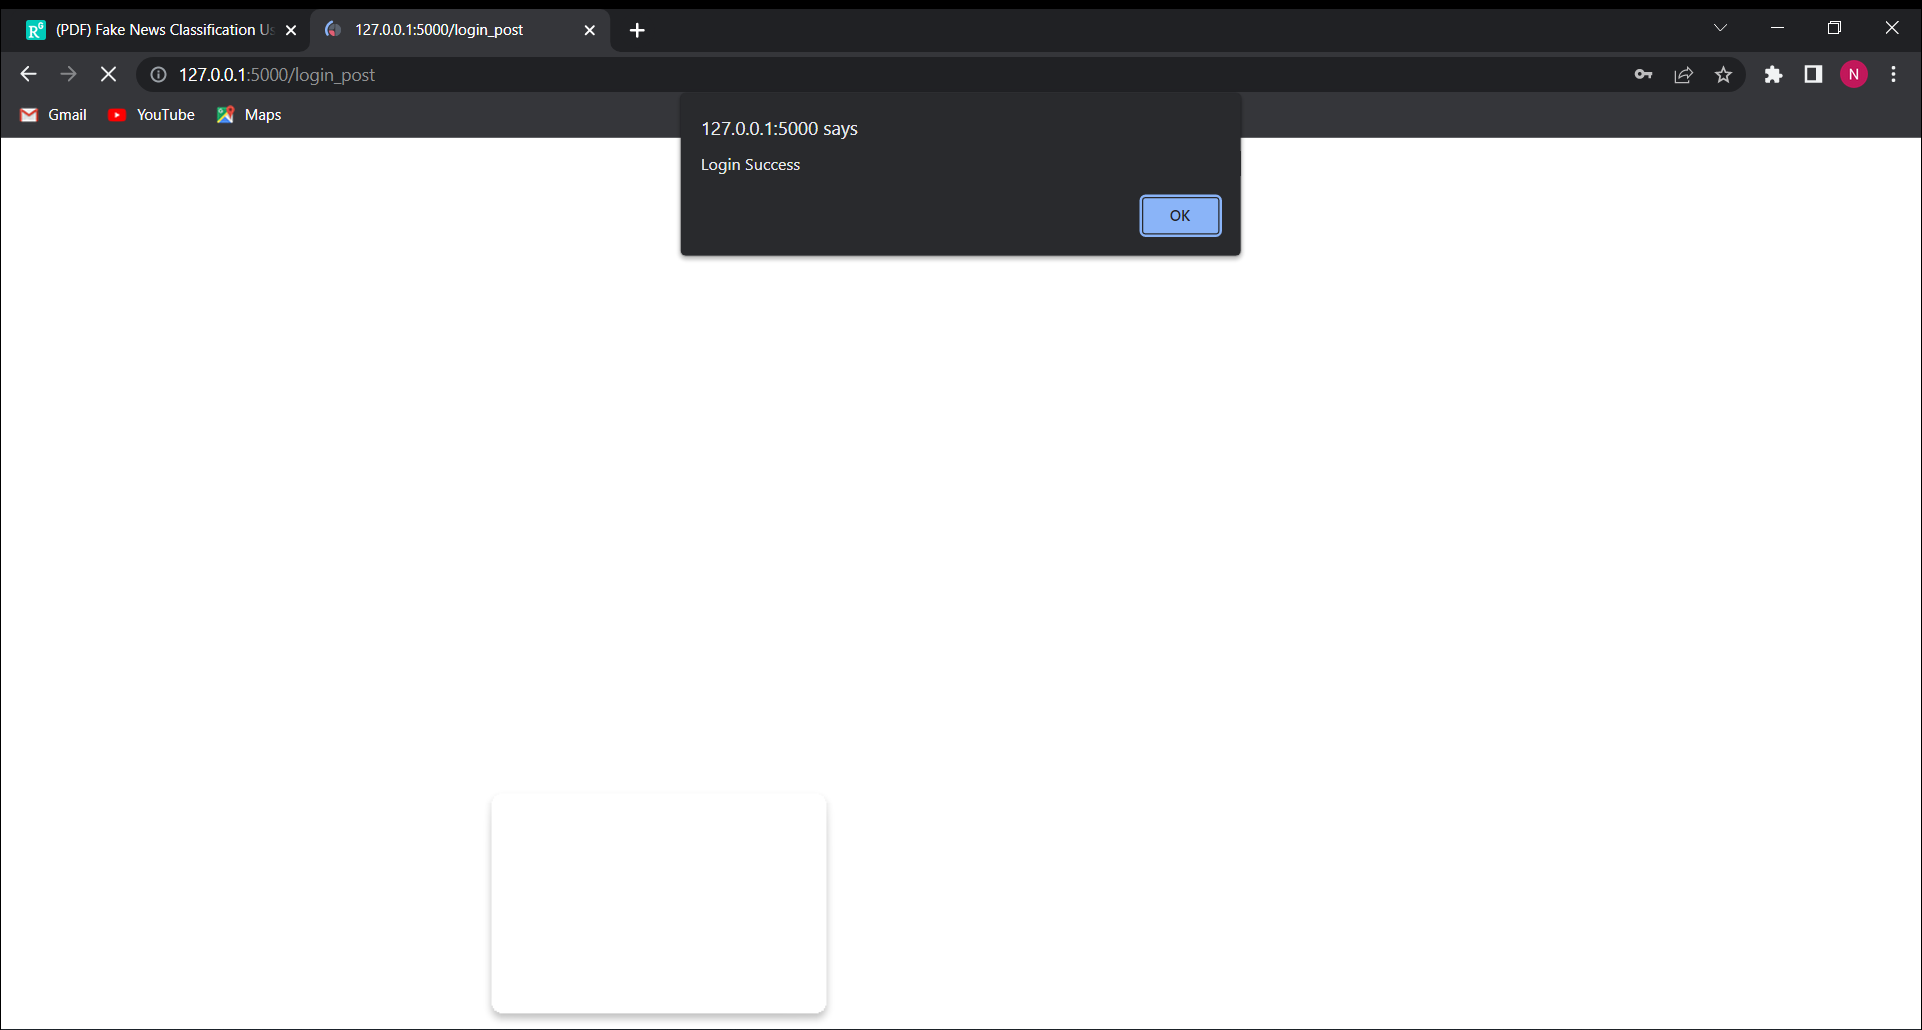 (PDF) Fake News Classification Us
127.0.0.1:5000/login_post
127.0.0.1:5000/login_post
N
Gmail
YouTube
Maps
127.0.0.1:5000 says
Login Success
OK